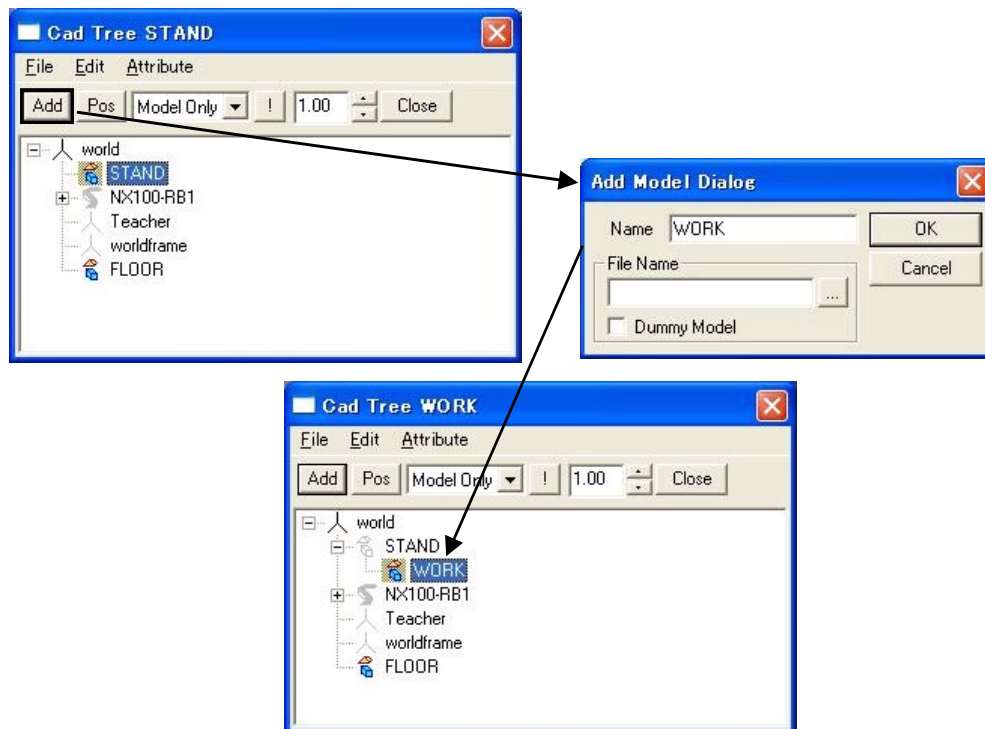 Cad Tree STAND
File Edit Attribute
Add Pos Model Only ! 1.00 Close
world
STAND
NX100-RB1
Teacher
worldframe
FLOOR
Add Model Dialog
Name WORK OK
File Name Cancel
...
Dummy Model
Cad Tree WORK
File Edit Attribute
Add Pos Model Only ! 1.00 Close
world
STAND
WORK
NX100-RB1
Teacher
worldframe
FLOOR